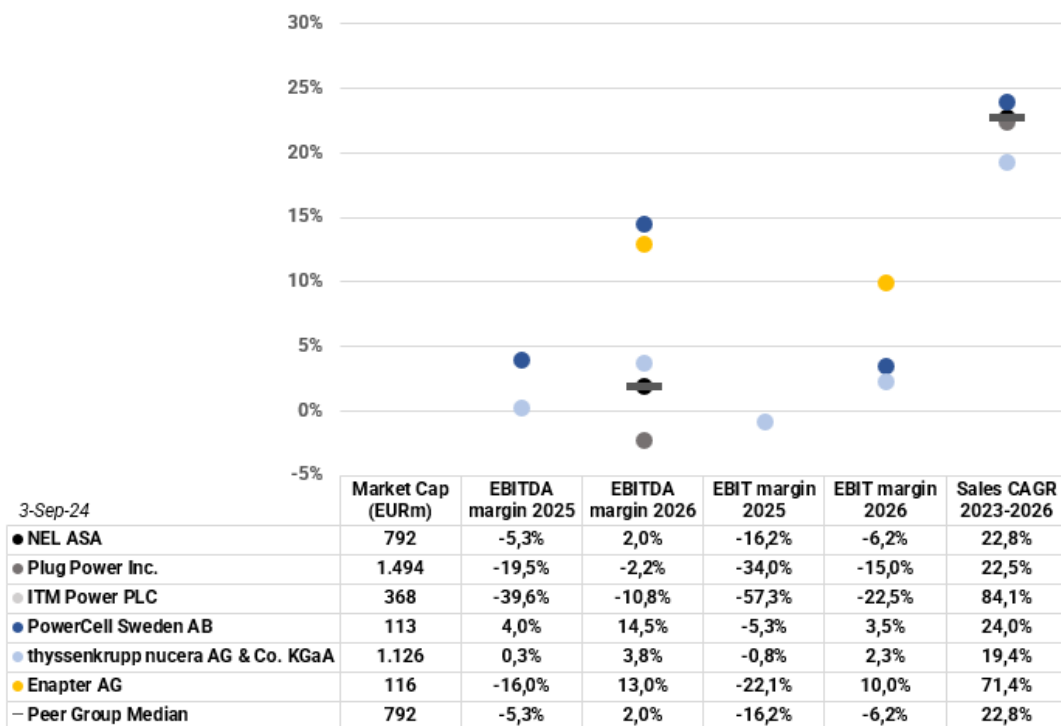 30%
25%
20%
15%
10%
5%
0%
-5%
3-Sep-24 Market Cap (EURm) EBITDA margin 2025 EBITDA margin 2026 EBIT margin 2025 EBIT margin 2026 Sales CAGR 2023-2026
NEL ASA 792 -5,3% 2,0% -16,2% -6,2% 22,8%
Plug Power Inc. 1.494 -19,5% -2,2% -34,0% -15,0% 22,5%
ITM Power PLC 368 -39,6% -10,8% -57,3% -22,5% 84,1%
PowerCell Sweden AB 113 4,0% 14,5% -5,3% 3,5% 24,0%
thyssenkrupp nucera AG & Co. KGaA 1.126 0,3% 3,8% -0,8% 2,3% 19,4%
Enapter AG 116 -16,0% 13,0% -22,1% 10,0% 71,4%
Peer Group Median 792 -5,3% 2,0% -16,2% -6,2% 22,8%